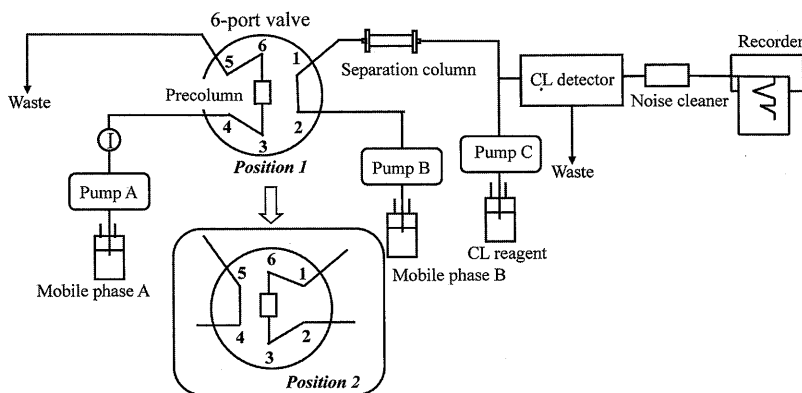 6-port valve
6
1
5
Precolumn
4
2
3
Position 1
Waste
I
Pump A
Mobile phase A
Separation column
Pump B
Mobile phase B
Pump C
CL reagent
CL detector
Waste
Noise cleaner
Recorder
6
5
1
4
2
3
Position 2